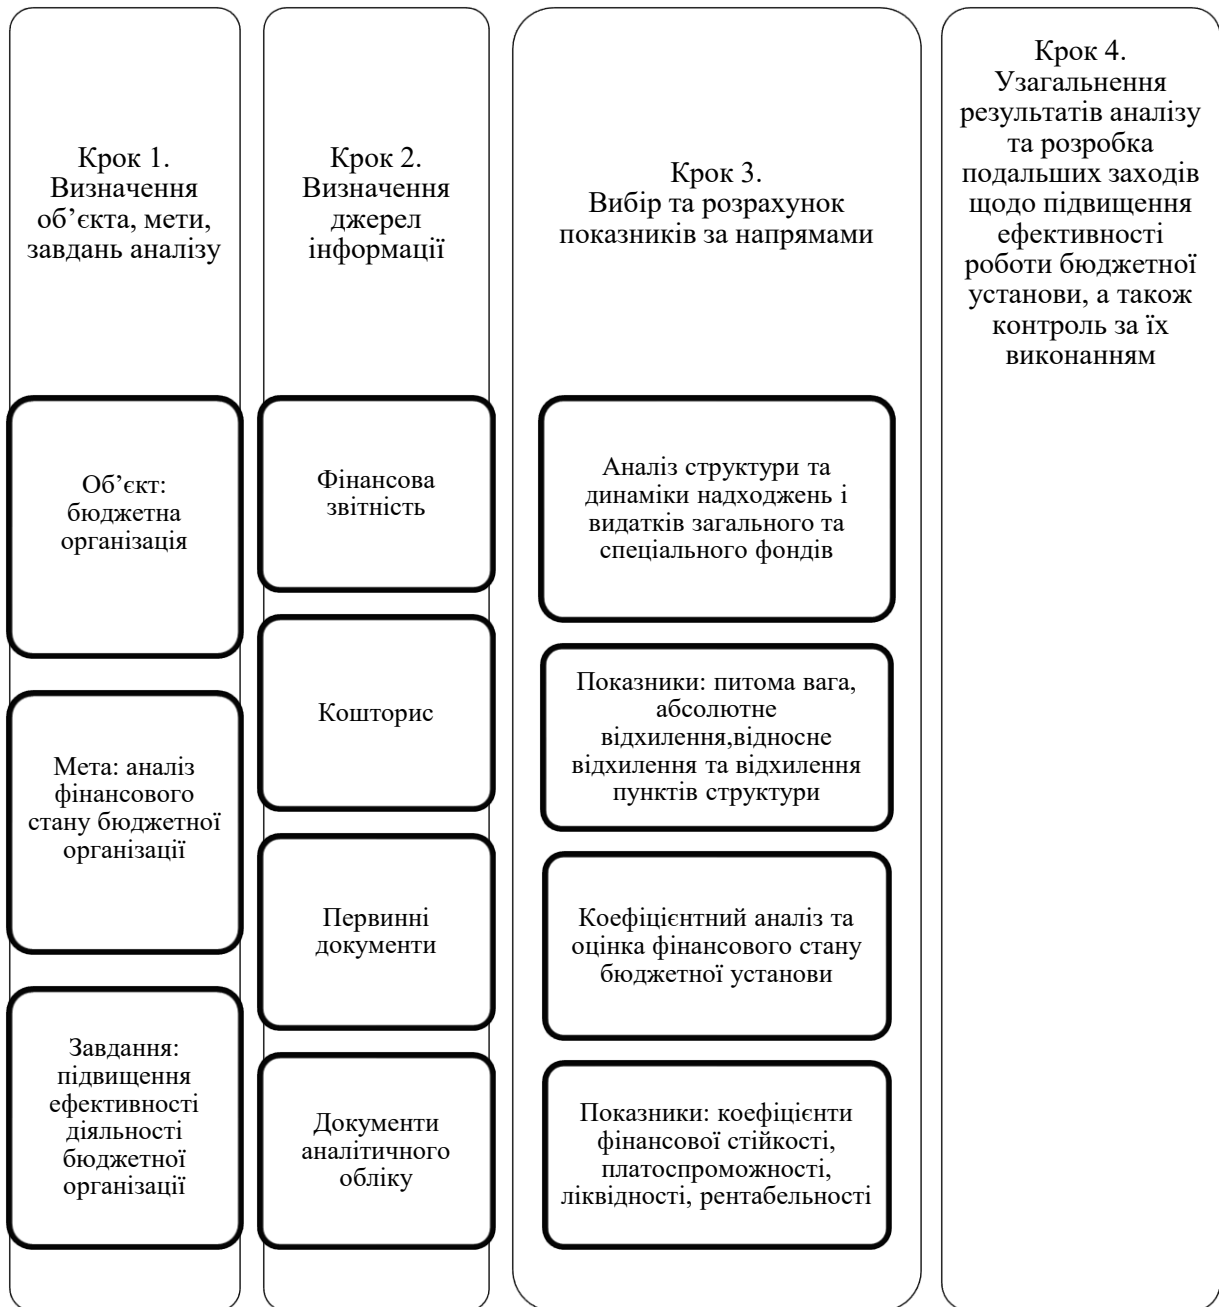 Крок 1.
Визначення
об’єкта, мети,
завдань аналізу
Об’єкт:
бюджетна
організація
Мета: аналіз
фінансового
стану бюджетної
організації
Завдання:
підвищення
ефективності
діяльності
бюджетної
організації
Крок 2.
Визначення
джерел
інформації
Фінансова
звітність
Кошторис
Первинні
документи
Документи
аналітичного
обліку
Крок 3.
Вибір та розрахунок
показників за напрямами
Аналіз структури та
динаміки надходжень і
видатків загального та
спеціального фондів
Показники: питома вага,
абсолютне
відхилення,відносне
відхилення та відхилення
пунктів структури
Коефіцієнтний аналіз та
оцінка фінансового стану
бюджетної установи
Показники: коефіцієнти
фінансової стійкості,
платоспроможності,
ліквідності, рентабельності
Крок 4.
Узагальнення
результатів аналізу
та розробка
подальших заходів
щодо підвищення
ефективності
роботи бюджетної
установи, а також
контроль за їх
виконанням